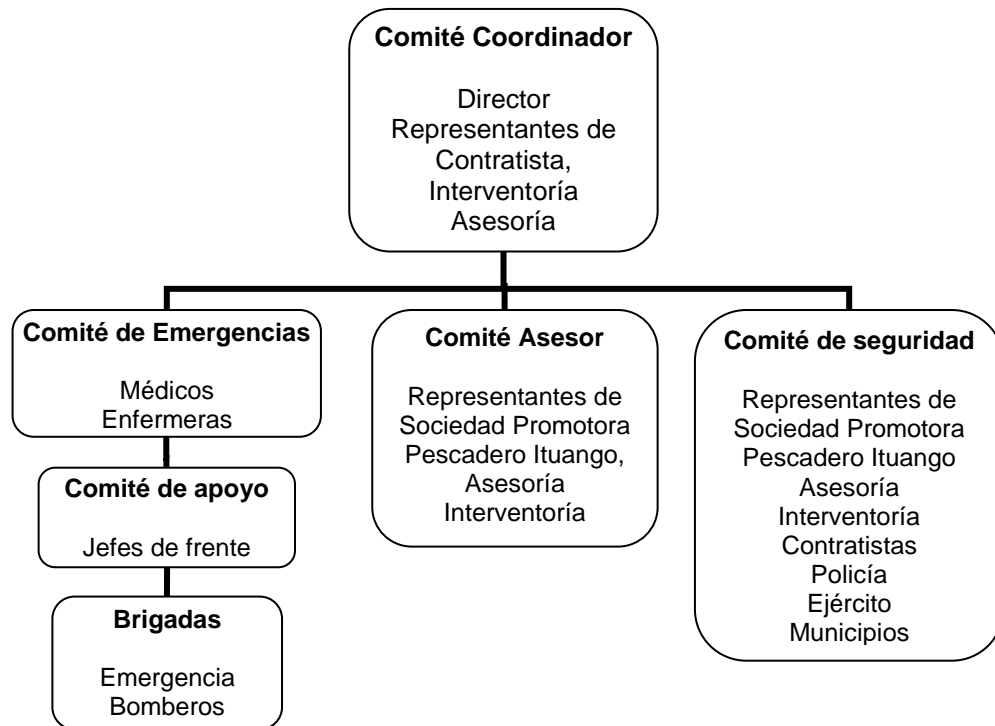 Comité Coordinador
Director
Representantes de
Contratista,
Interventoría
Asesoría
Comité de Emergencias
Médicos
Enfermeras
Comité de apoyo
Jefes de frente
Brigadas
Emergencia
Bomberos
Comité Asesor
Representantes de
Sociedad Promotora
Pescadero Ituango,
Asesoría
Interventoría
Comité de seguridad
Representantes de
Sociedad Promotora
Pescadero Ituango
Asesoría
Interventoría
Contratistas
Policía
Ejército
Municipios